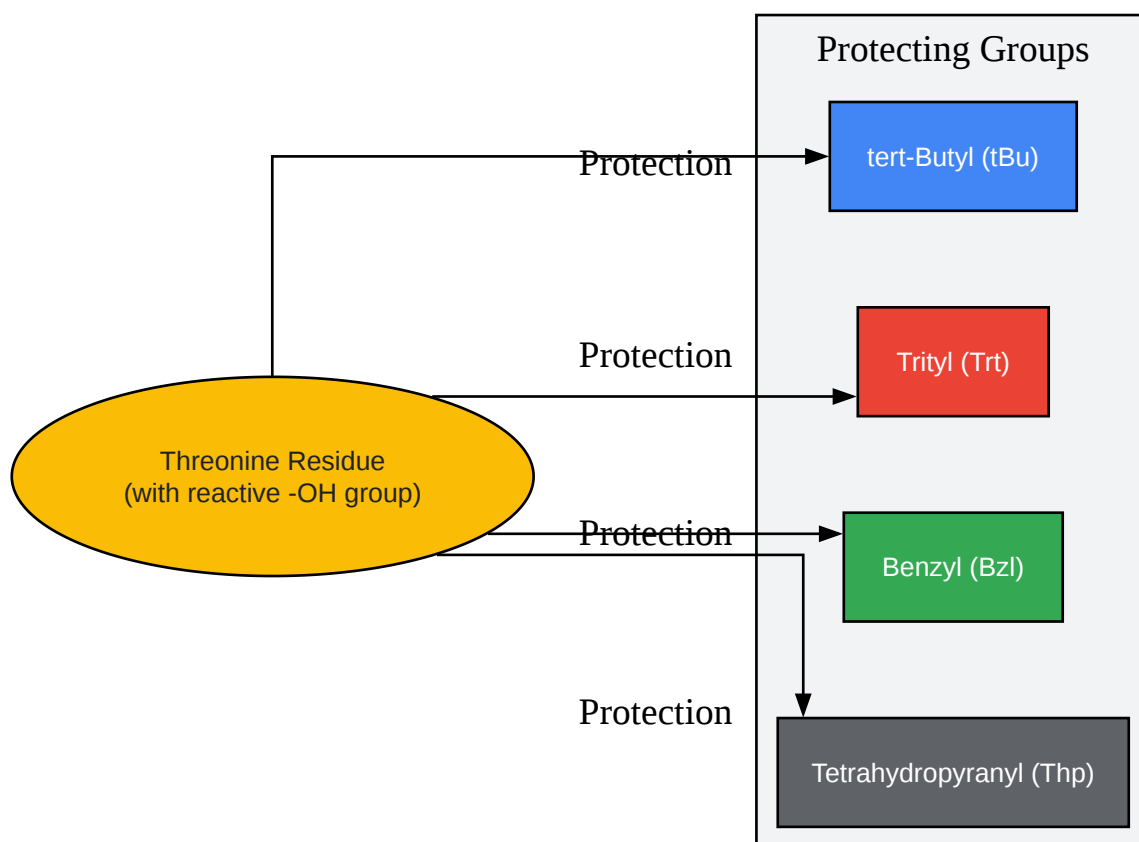 Protecting Groups
Protection
tert-Butyl (tBu)
Protection
Trityl (Trt)
Threonine Residue
(with reactive -OH group)
Protection
Benzyl (Bzl)
Protection
Tetrahydropyranyl (Thp)